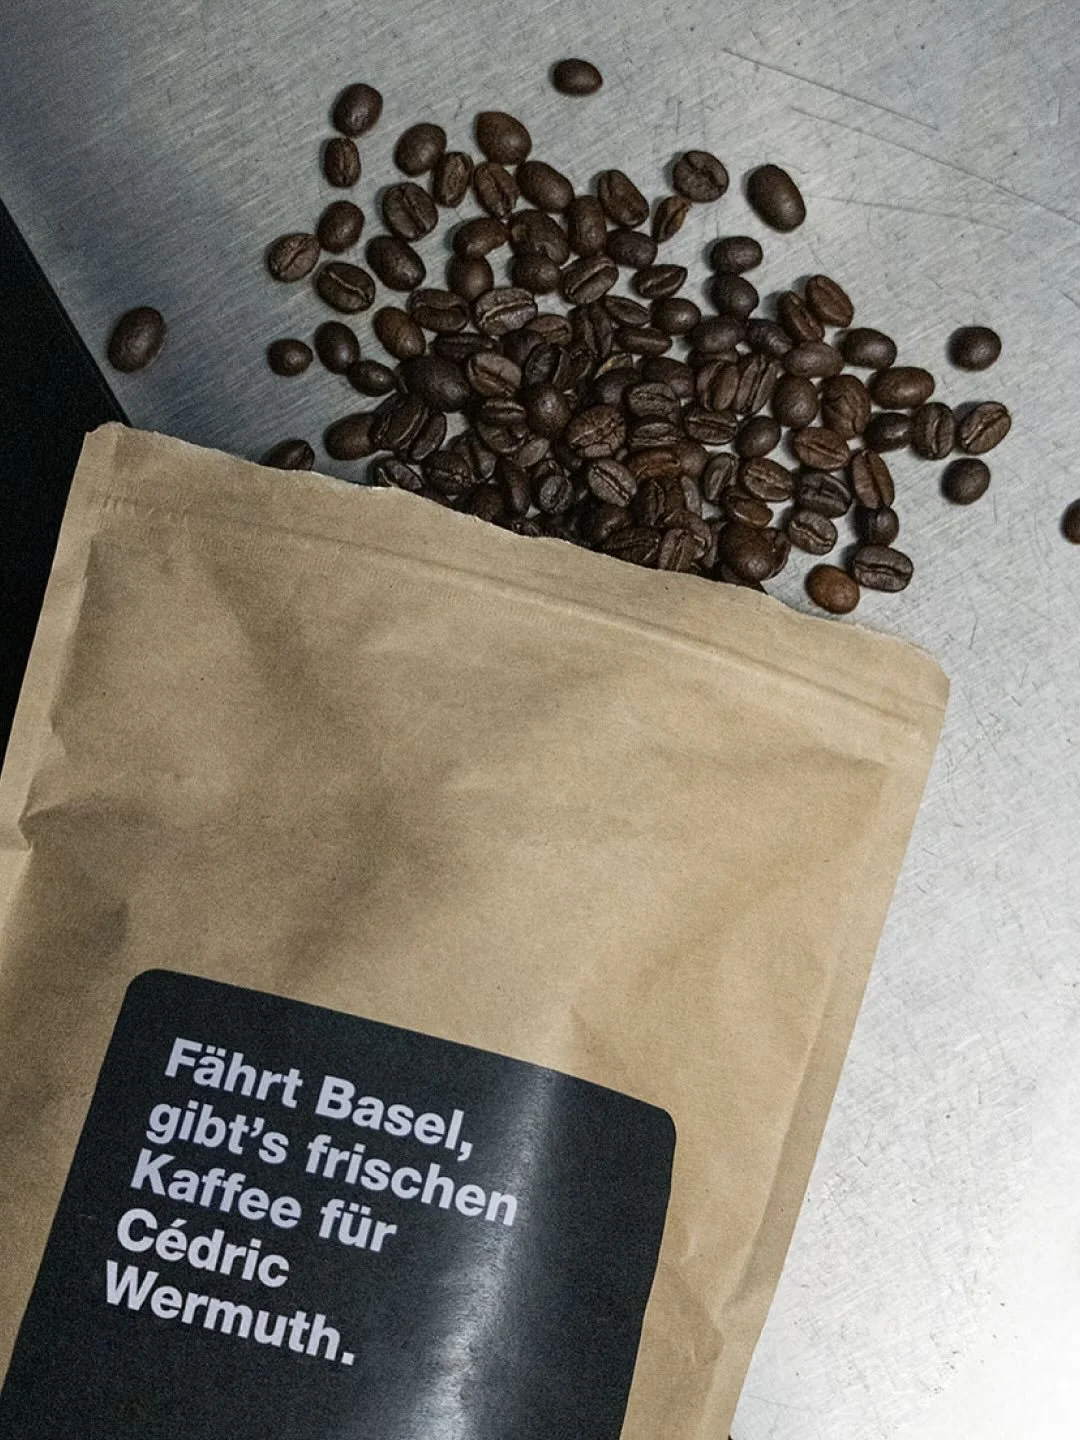 Fährt Basel,
gibt’s frischen
Kaffee für
Cédric
Wermuth.